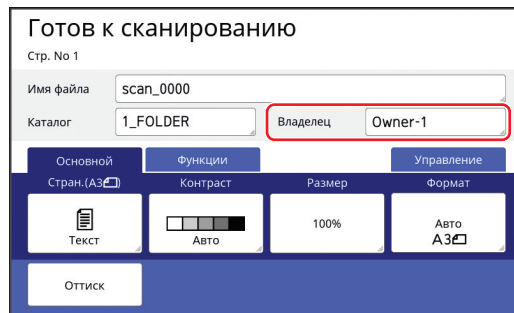 Готов к сканированию
Стр. No 1
Имя файла scan_0000
Каталог 1_FOLDER Владелец Owner-1
Основной Функции Управление
Стран.(A3) Контраст Размер Формат
100% Авто
Текст Авто A3
Оттиск